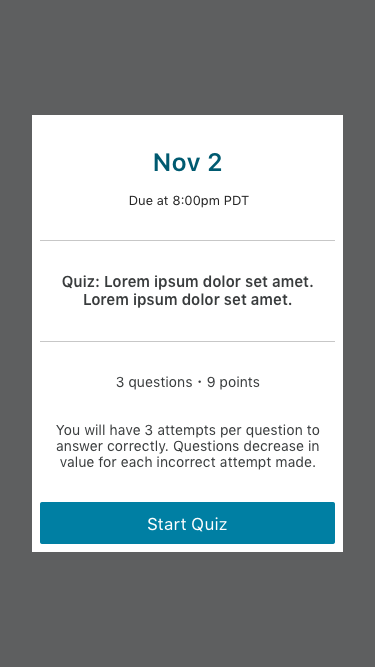 Nov 2
Due at 8:00pm PDT
Quiz: Lorem ipsum dolor set amet.
Lorem ipsum dolor set amet.
3 questions • 9 points
You will have 3 attempts per question to
answer correctly. Questions decrease in
value for each incorrect attempt made.
Start Quiz